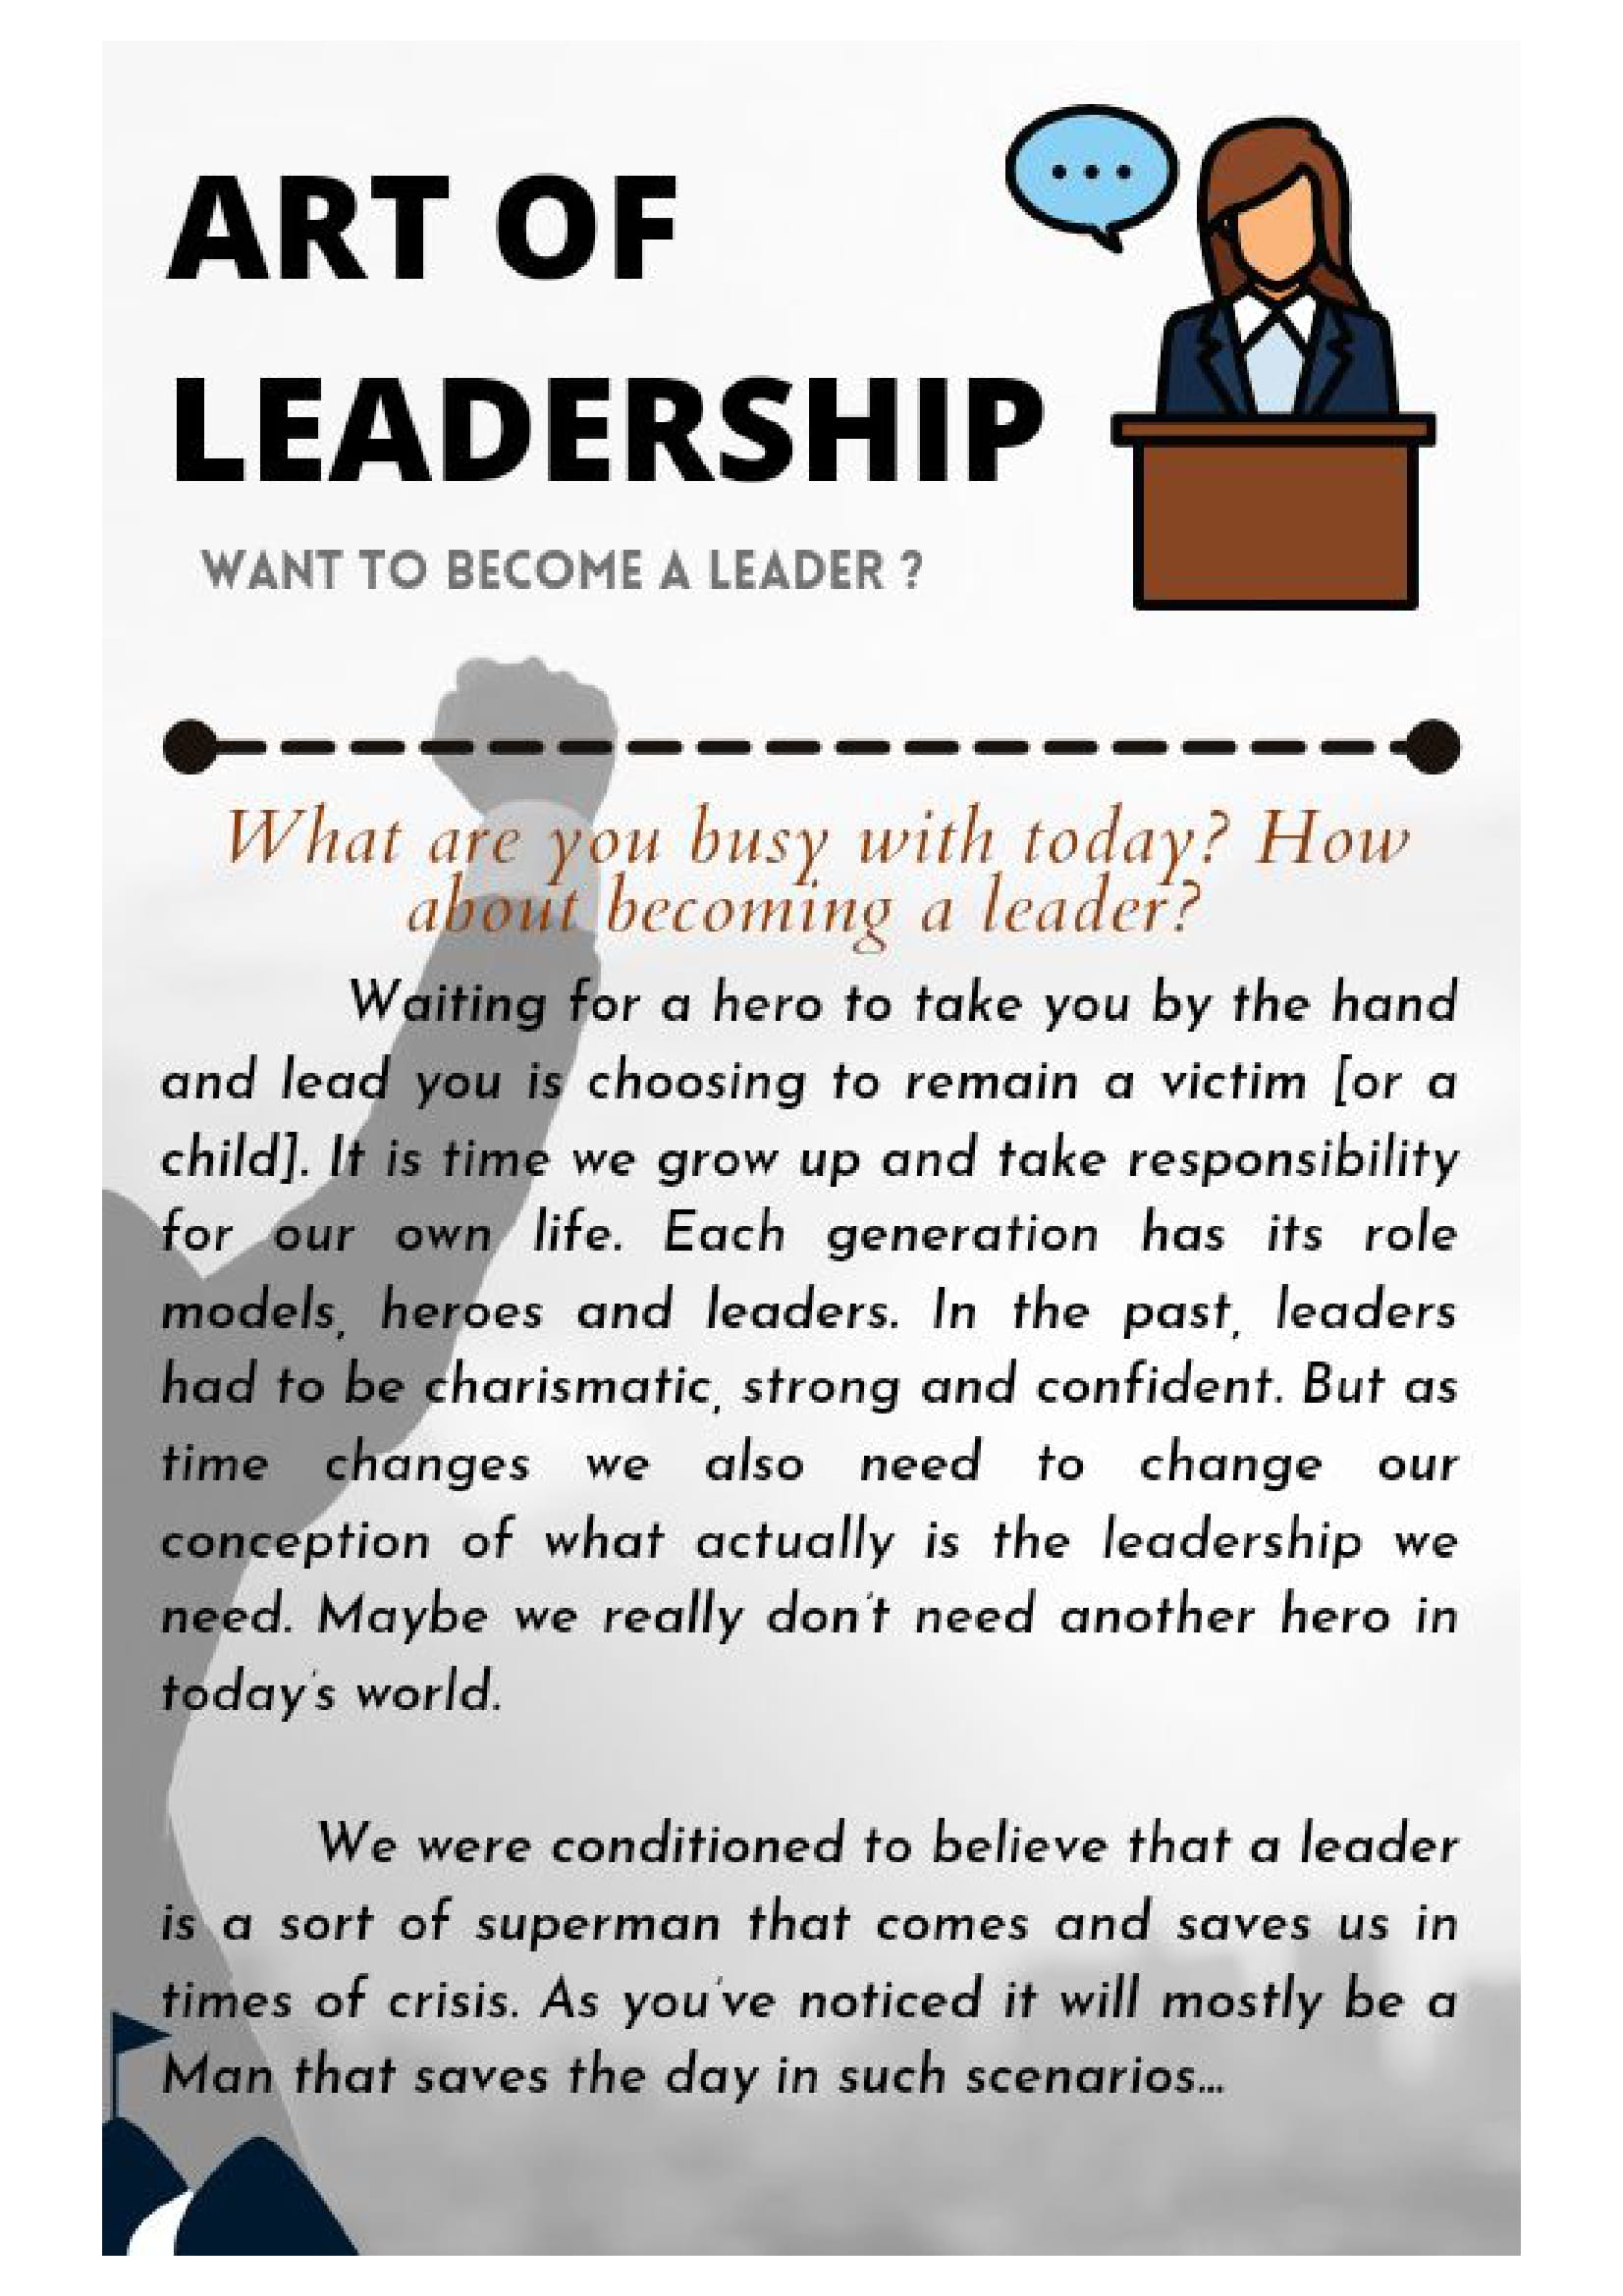 ART OF
LEADERSHIP
WANT TO BECOME A LEADER ?
What are you busy with today? How
about becoming a leader?
Waiting for a hero to take you by the hand
and lead you is choosing to remain a victim [or a
child]. It is time we grow up and take responsibility
for our own life. Each generation has its role
models, heroes and leaders. In the past, leaders
had to be charismatic, strong and confident. But as
time changes we also need to change our
conception of what actually is the leadership we
need. Maybe we really don't need another hero in
today's world.
We were conditioned to believe that a leader
is a sort of superman that comes and saves us in
times of crisis. As you've noticed it will mostly be a
Man that saves the day in such scenarios...